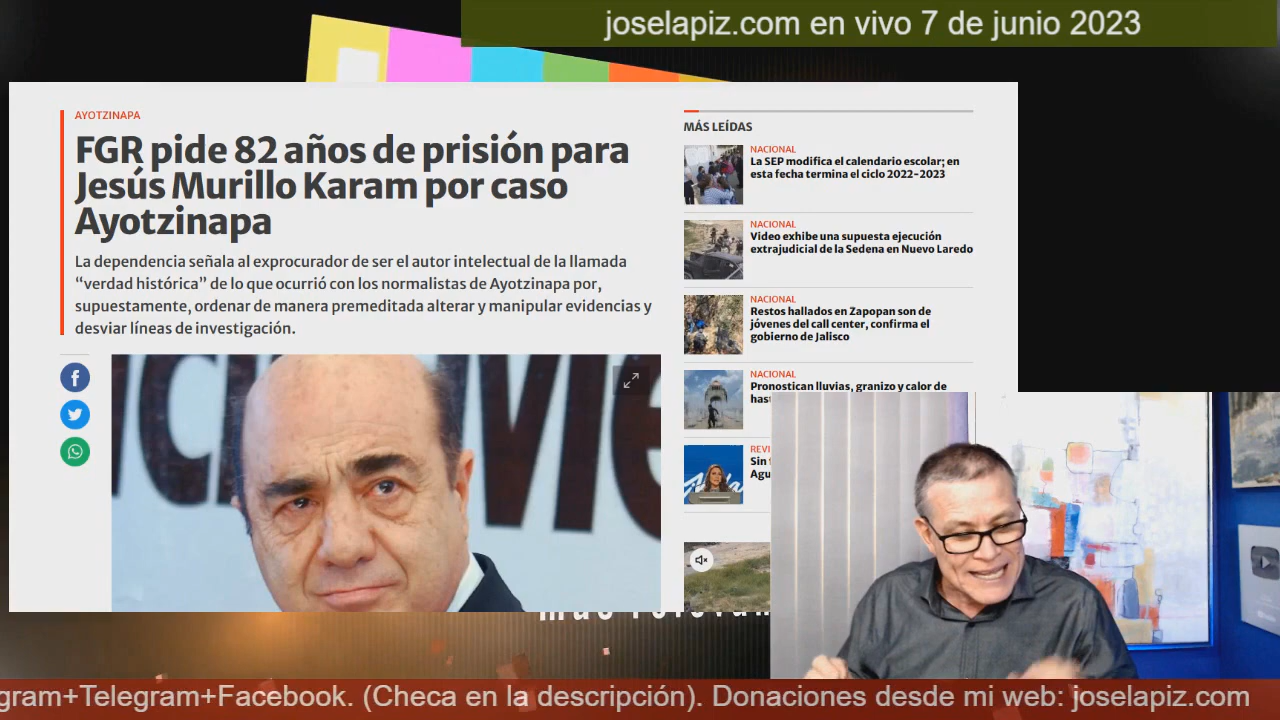 joselapiz.com en vivo 7 de junio 2023
AYOTZINAPA
FGR pide 82 años de prisión para
Jesús Murillo Karam por caso
Ayotzinapa
La dependencia señala al exprocurador de ser el autor intelectual de la llamada
“verdad histórica” de lo que ocurrió con los normalistas de Ayotzinapa por,
supuestamente, ordenar de manera premeditada alterar y manipular evidencias y
desviar líneas de investigación.
MÁS LEÍDAS
NACIONAL
La SEP modifica el calendario escolar; en
esta fecha termina el ciclo 2022-2023
NACIONAL
Video exhibe una supuesta ejecución
extrajudicial de la Sedena en Nuevo Laredo
NACIONAL
Restos hallados en Zapopan son de
jóvenes del call center, confirma el
gobierno de Jalisco
NACIONAL
Pronostican lluvias, granizo y calor de
has
REVI
Sin
Agu
gram+Telegram+Facebook. (Checa en la descripción). Donaciones desde mi web: joselapiz.com